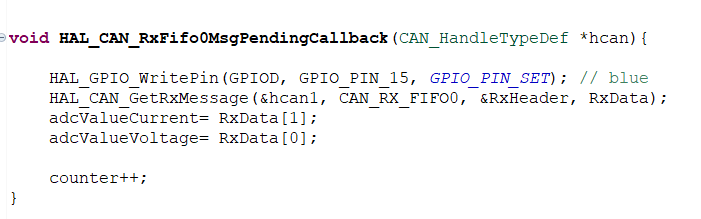 void HAL_CAN_RxFifo0MsgPendingCallback(CAN_HandleTypeDef *hcan){
HAL_GPIO_WritePin(GPIOD, GPIO_PIN_15, GPIO_PIN_SET); // blue
HAL_CAN_GetRxMessage(&hcan1, CAN_RX_FIFO0, &RxHeader, RxData);
adcValueCurrent= RxData[1];
adcValueVoltage= RxData[0];
counter++;
}